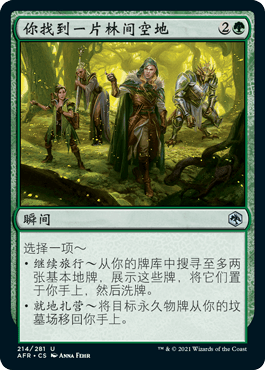 你找到一片林间空地 2
瞬间
选择一项～
• 继续旅行～从你的牌库中搜寻至多两
张基本地牌，展示这些牌，将它们置
于你手上，然后洗牌。
• 就地扎营～将目标永久物牌从你的坟
墓场移回你手上。
214/281 U
AFR • CS ANNA FEHR
™ & © 2021 Wizards of the Coast